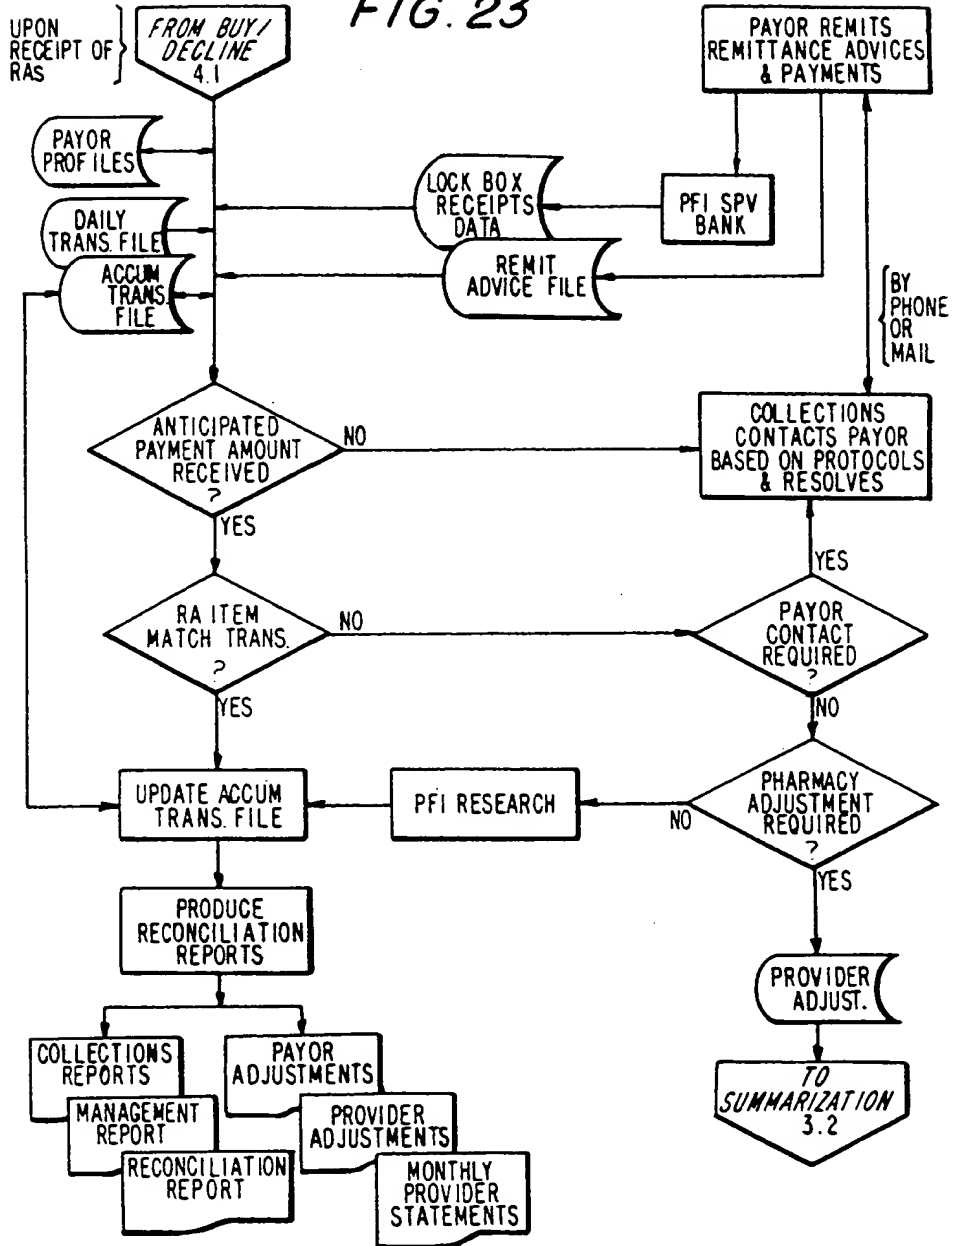 FIG. 23
UPON
RECEIPT OF
RAS
FROM BUY/
DECLINE
4.1
PAYOR REMITS
REMITTANCE ADVICES
& PAYMENTS
PAYOR
PROFILES
LOCK BOX
RECEIPTS
DATA
PFI SPV
BANK
DAILY
TRANS. FILE
ACCUM
TRANS.
FILE
REMIT
ADVICE FILE
BY
PHONE
OR
MAIL
ANTICIPATED
PAYMENT AMOUNT
RECEIVED
?
NO
YES
COLLECTIONS
CONTACTS PAYOR
BASED ON PROTOCOLS
& RESOLVES
YES
RA ITEM
MATCH TRANS.
?
NO
YES
PAYOR
CONTACT
REQUIRED
?
NO
UPDATE ACCUM
TRANS. FILE
PFI RESEARCH
NO
PHARMACY
ADJUSTMENT
REQUIRED
?
YES
PRODUCE
RECONCILIATION
REPORTS
PROVIDER
ADJUST.
COLLECTIONS
REPORTS
MANAGEMENT
REPORT
RECONCILIATION
REPORT
PAYOR
ADJUSTMENTS
PROVIDER
ADJUSTMENTS
MONTHLY
PROVIDER
STATEMENTS
TO
SUMMARIZATION
3.2